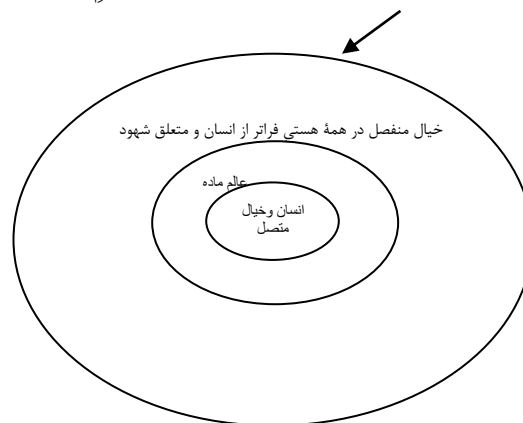 خیال منفصل در همهٔ هستی فراتر از انسان و متعلق شهود
عالم ماده
انسان وخیال
متصل